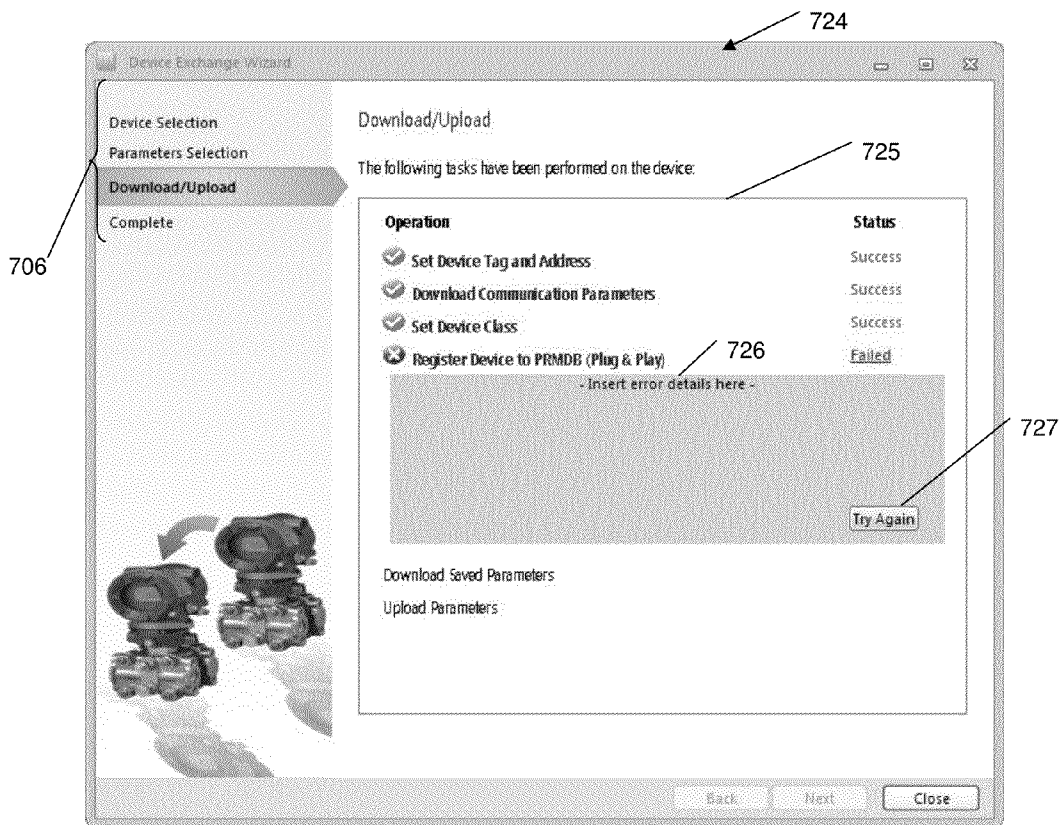 724
Device Exchange Wizard
Device Selection
Parameters Selection
Download/Upload
Complete
706
Download/Upload
The following tasks have been performed on the device:
725
Operation Status
Set Device Tag and Address Success
Download Communication Parameters Success
Set Device Class Success
Register Device to PRMDB (Plug & Play) Failed
726
- Insert error details here -
727
Try Again
Download Saved Parameters
Upload Parameters
Back Next Close